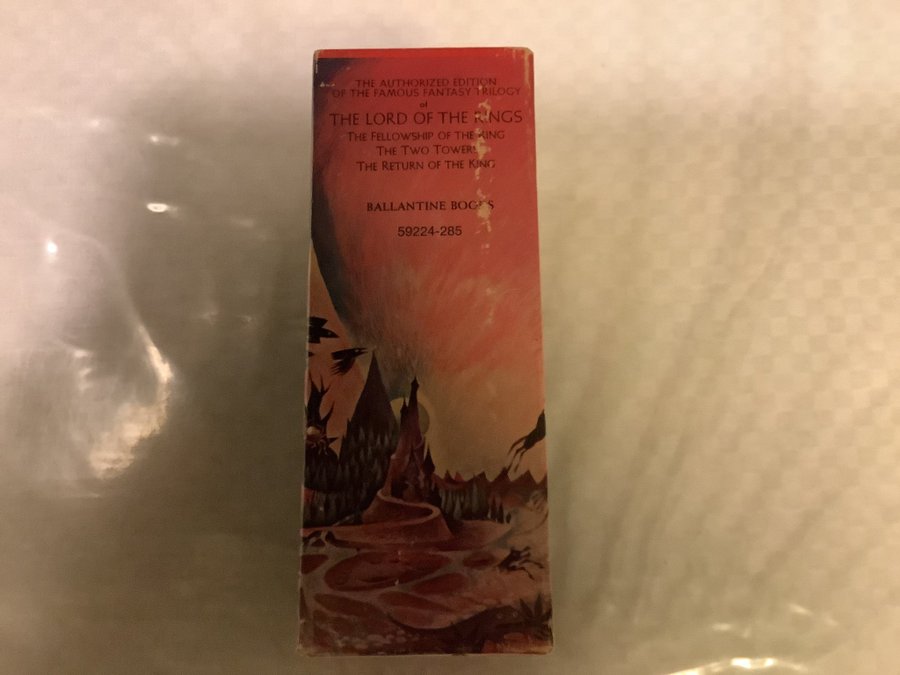 THE AUTHORIZED EDITION
OF THE FAMOUS FANTASY TRILOGY
of
THE LORD OF THE RINGS
THE FELLOWSHIP OF THE RING
THE TWO TOWERS
THE RETURN OF THE KING
BALLANTINE BOOKS
59224-285